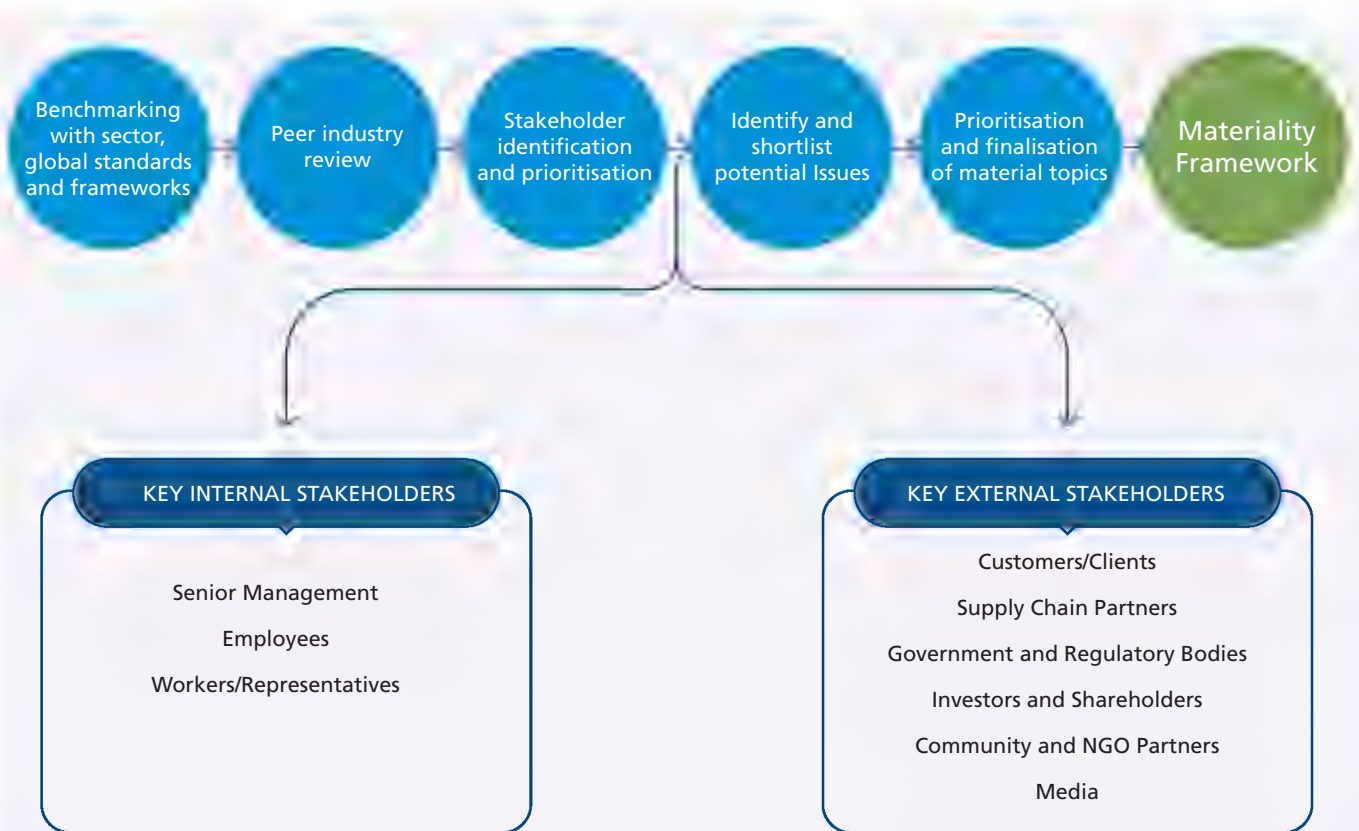 Benchmarking
with sector,
global standards
and frameworks
Peer industry
review
Stakeholder
identification
and prioritisation
Identify and
shortlist
potential Issues
Prioritisation
and finalisation
of material topics
Materiality
Framework
KEY INTERNAL STAKEHOLDERS
Senior Management
Employees
Workers/Representatives
KEY EXTERNAL STAKEHOLDERS
Customers/Clients
Supply Chain Partners
Government and Regulatory Bodies
Investors and Shareholders
Community and NGO Partners
Media